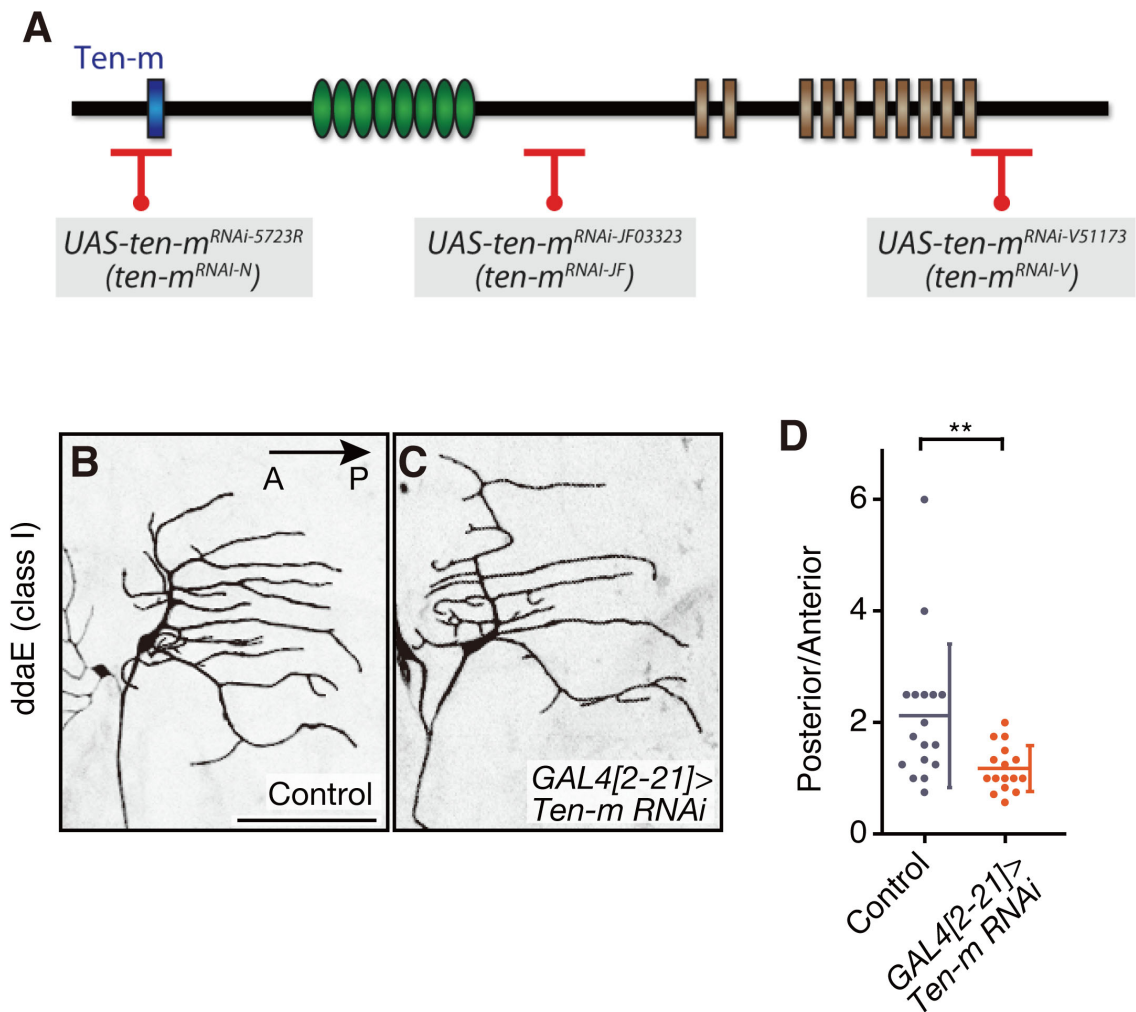 A
Ten-m
UAS-ten-m^RNAi-5723R
(ten-m^RNAI-N)
UAS-ten-m^RNAi-JF03323
(ten-m^RNAI-JF)
UAS-ten-m^RNAi-V51173
(ten-m^RNAI-V)
ddaE (class I)
B
A
P
Control
C
GAL4[2-21]>
Ten-m RNAi
D
**
Posterior/Anterior
6
4
2
0
Control
GAL4[2-21]>
Ten-m RNAi